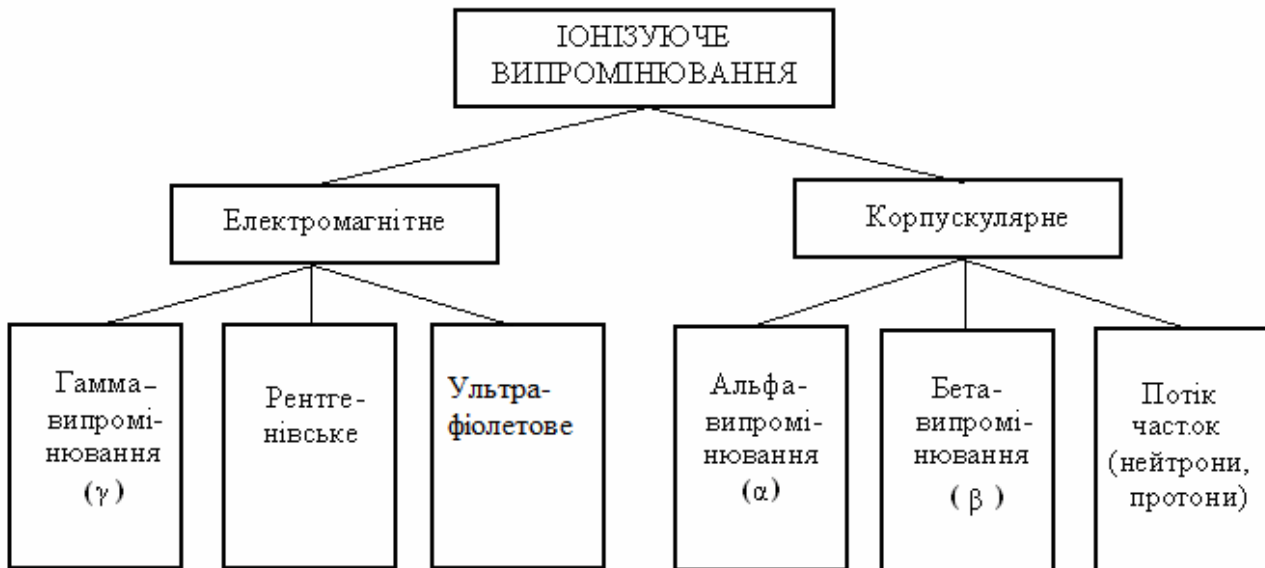 ІОНІЗУЮЧЕ
ВИПРОМІНЮВАННЯ
Електромагнітне
Корпускулярне
Гамма-
випромі-
нювання
(γ)
Рентге-
нівське
Ультра-
фіолетове
Альфа-
випромі-
нювання
(α)
Бета-
випромі-
нювання
( β )
Потік
часток
(нейтрони,
протони)